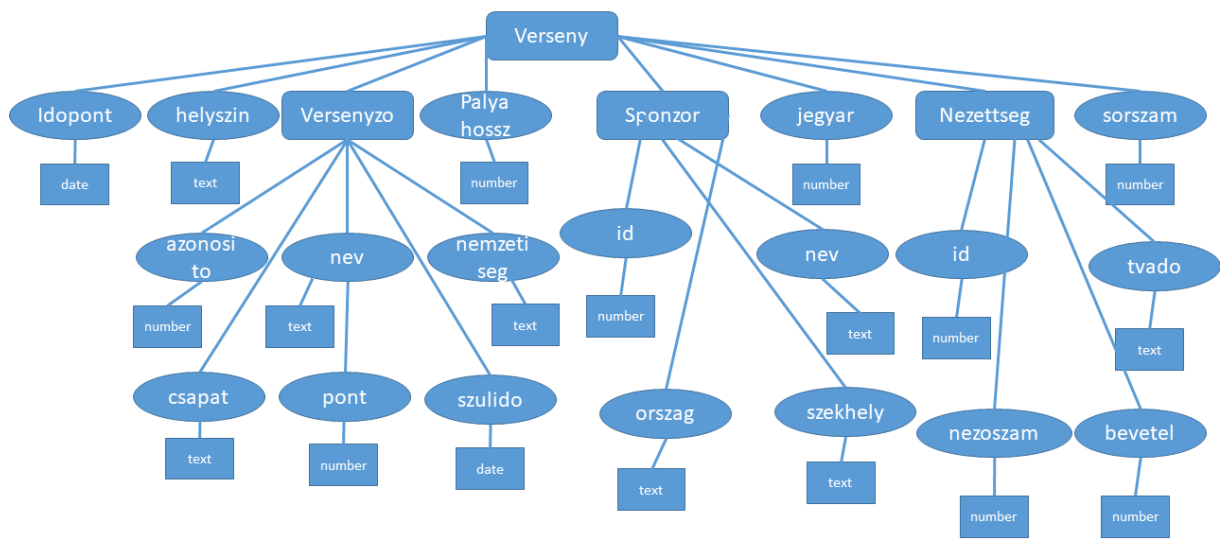 Verseny
Idopont
helyszin
Versenyzo
Palya
hossz
Sponzor
jegyar
Nezettseg
sorszam
date
text
number
number
number
azonosi
to
nev
nemzeti
seg
id
nev
id
tvado
number
text
text
number
text
number
text
csapat
pont
szulido
orszag
szekhely
nezoszam
bevetel
text
number
date
text
text
number
number